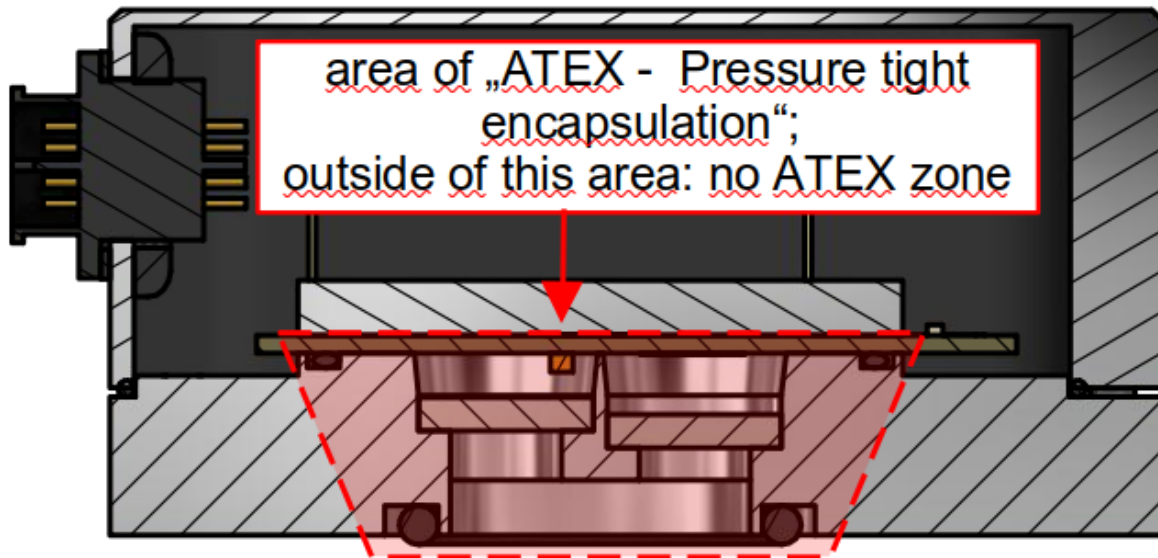 area of „ATEX - Pressure tight
encapsulation“;
outside of this area: no ATEX zone